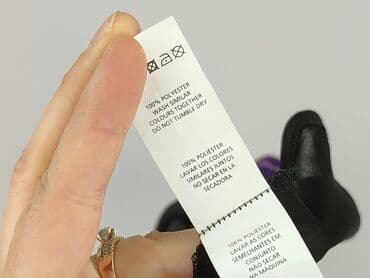 100% POLYESTER
WASH SIMILAR
COLOURS TOGETHER
DO NOT TUMBLE DRY
100% POLIÉSTER
LAVAR LOS COLORES
SIMILARES JUNTOS
NO SECAR EN LA
SECADORA
100% POLIÉSTER
LAVAR AS CORES
SEMELHANTES EM
CONJUNTO
NÃO SECAR
NA MÁQUINA